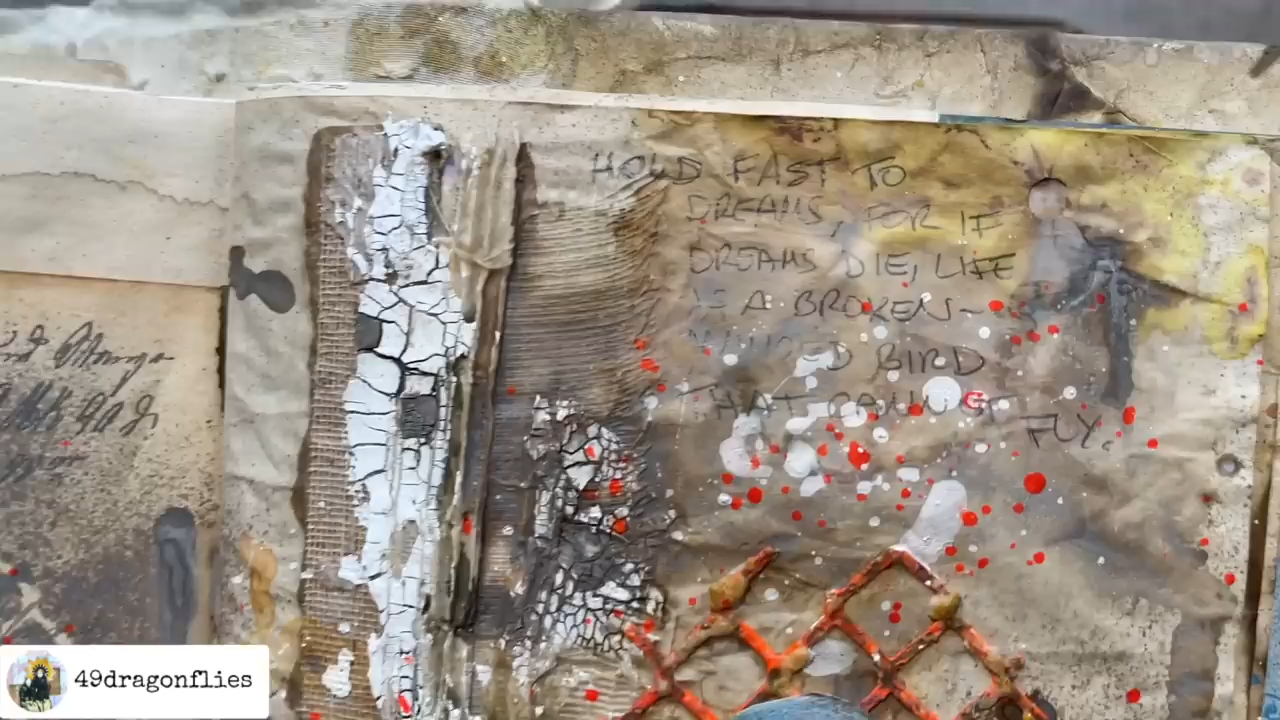 HOLD FAST TO
DREAMS, FOR IF
DREAMS DIE, LIFE
IS A BROKEN-
WINGED BIRD
THAT CANNOT
FLY.
49dragonflies